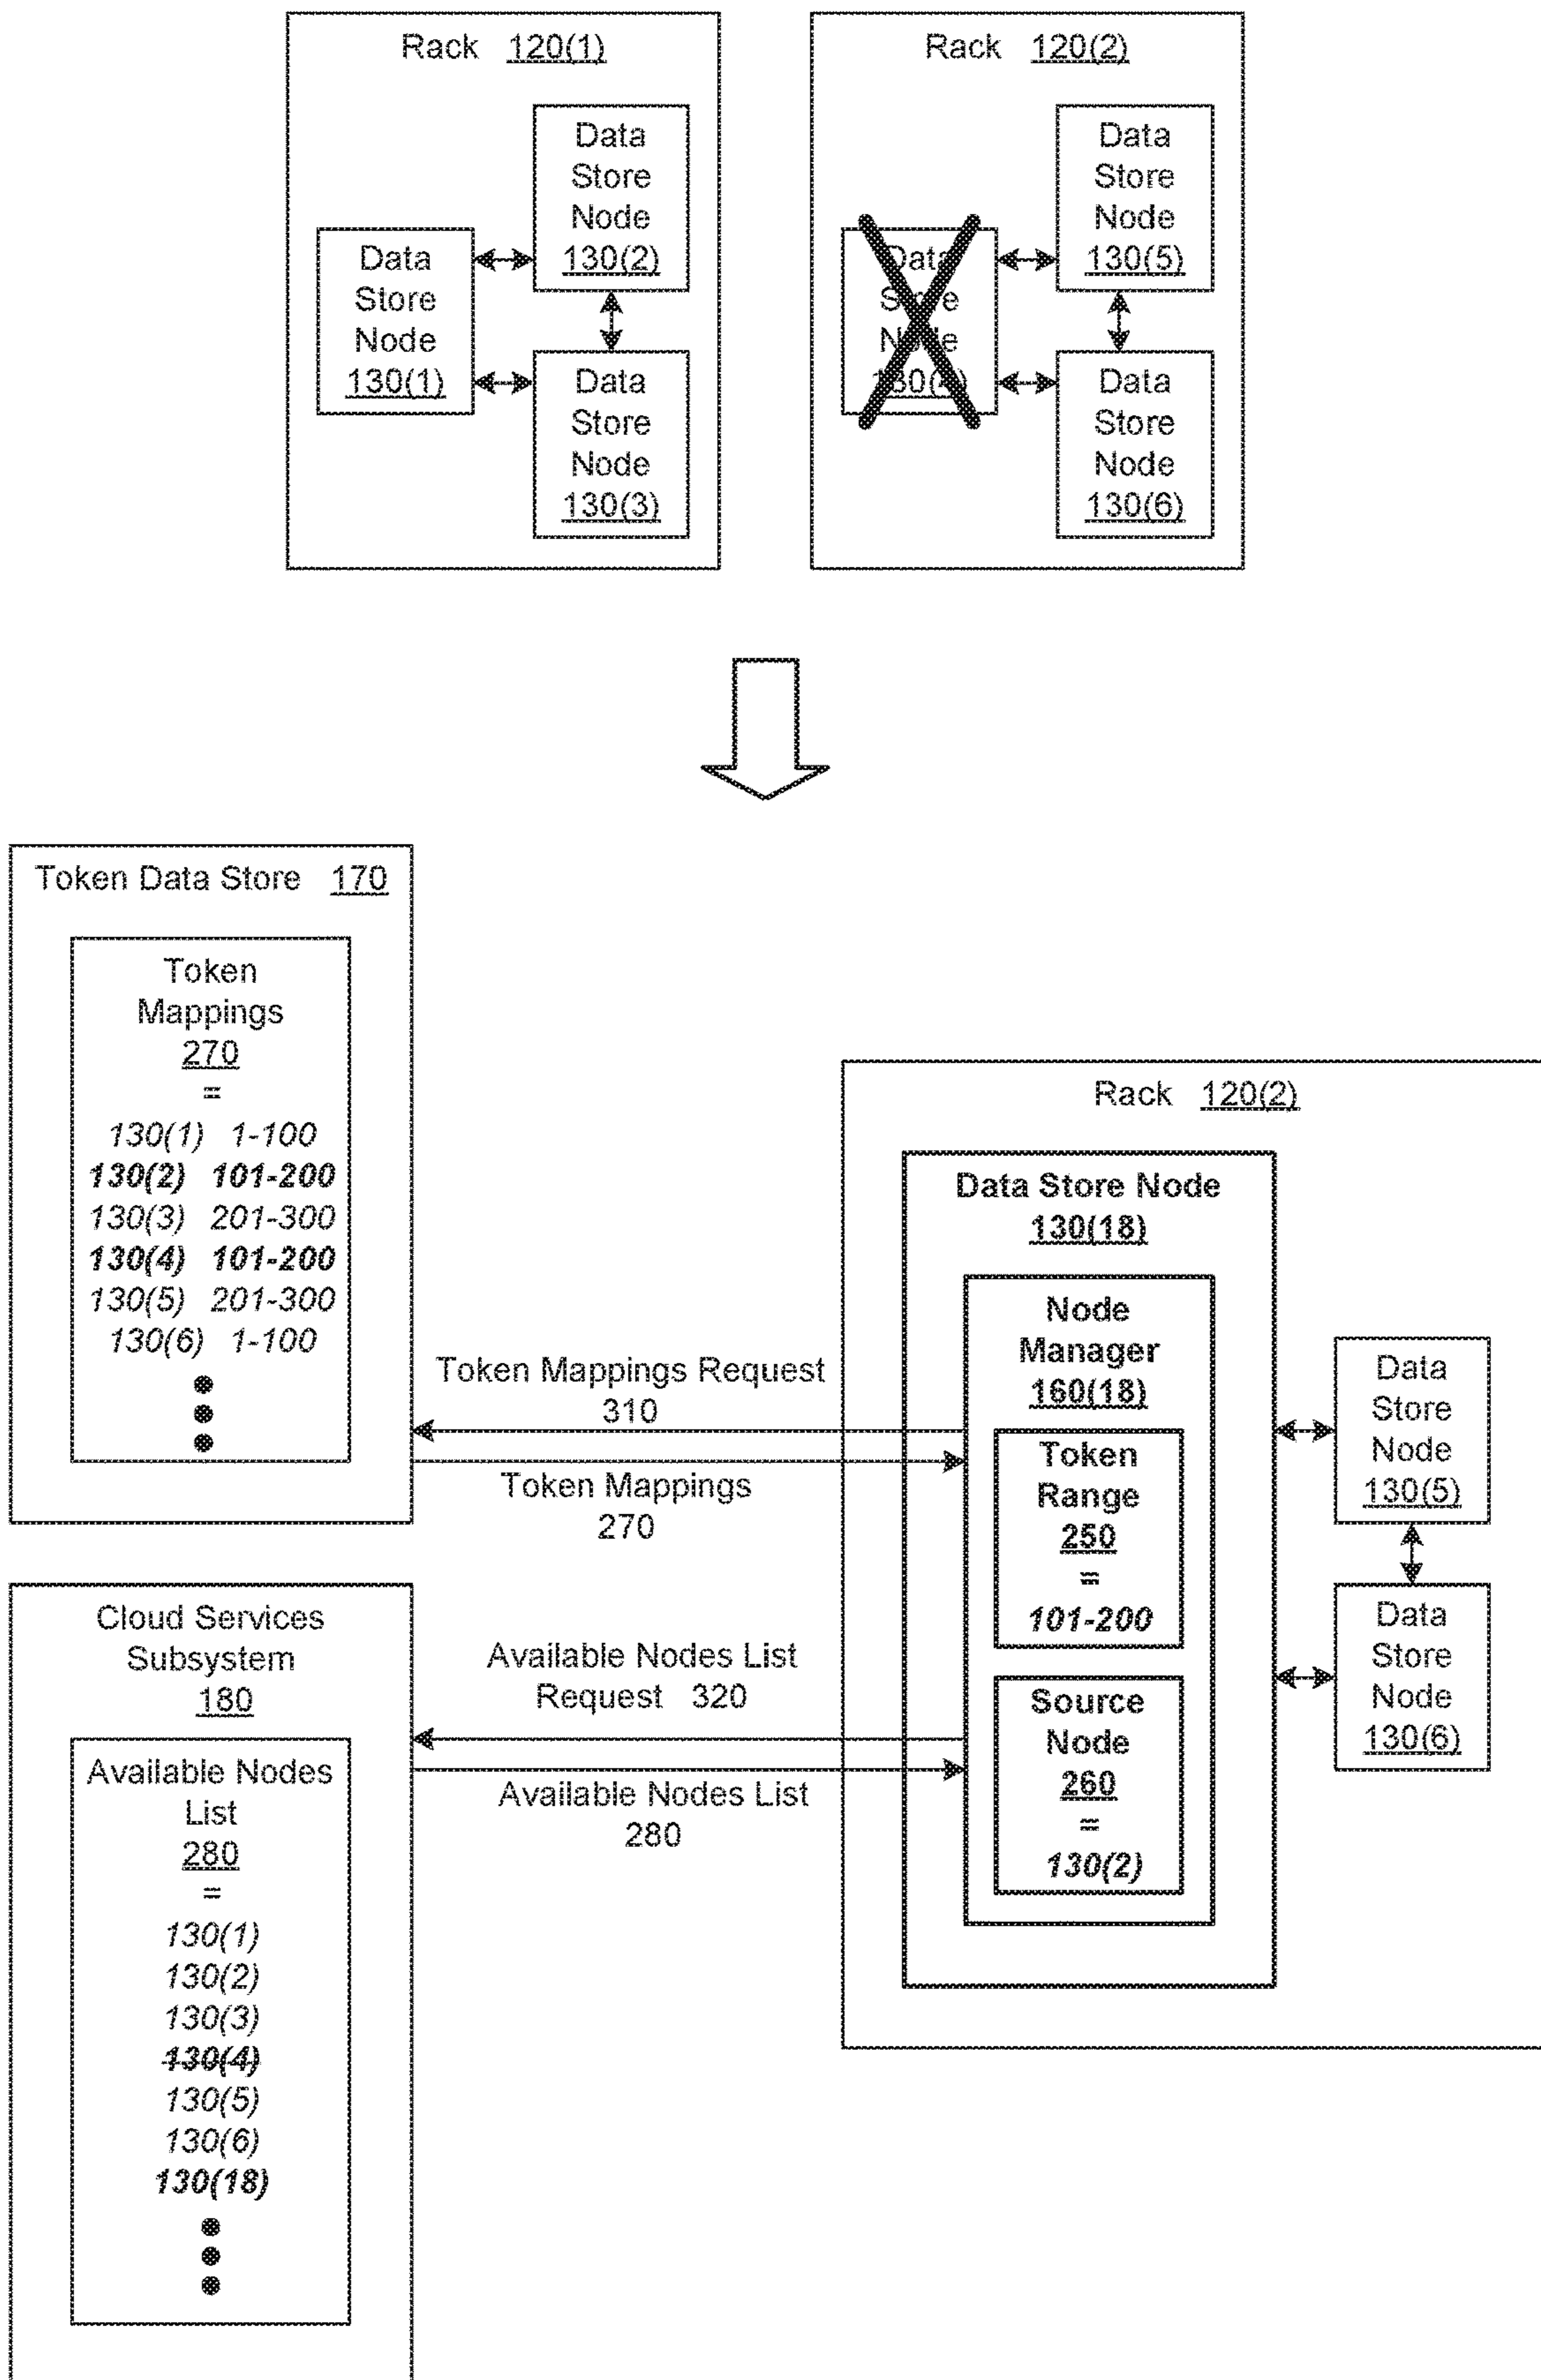 Rack 120(1)
Data
Store
Node
130(1)
Data
Store
Node
130(2)
Data
Store
Node
130(3)
Rack 120(2)
Data
Store
Node
130(4)
Data
Store
Node
130(5)
Data
Store
Node
130(6)
Token Data Store 170
Token
Mappings
270
=
130(1) 1-100
130(2) 101-200
130(3) 201-300
130(4) 101-200
130(5) 201-300
130(6) 1-100
Token Mappings Request
310
Token Mappings
270
Cloud Services
Subsystem
180
Available Nodes
List
280
=
130(1)
130(2)
130(3)
130(4)
130(5)
130(6)
130(18)
Available Nodes List
Request 320
Available Nodes List
280
Rack 120(2)
Data Store Node
130(18)
Node
Manager
160(18)
Token
Range
250
=
101-200
Source
Node
260
=
130(2)
Data
Store
Node
130(5)
Data
Store
Node
130(6)